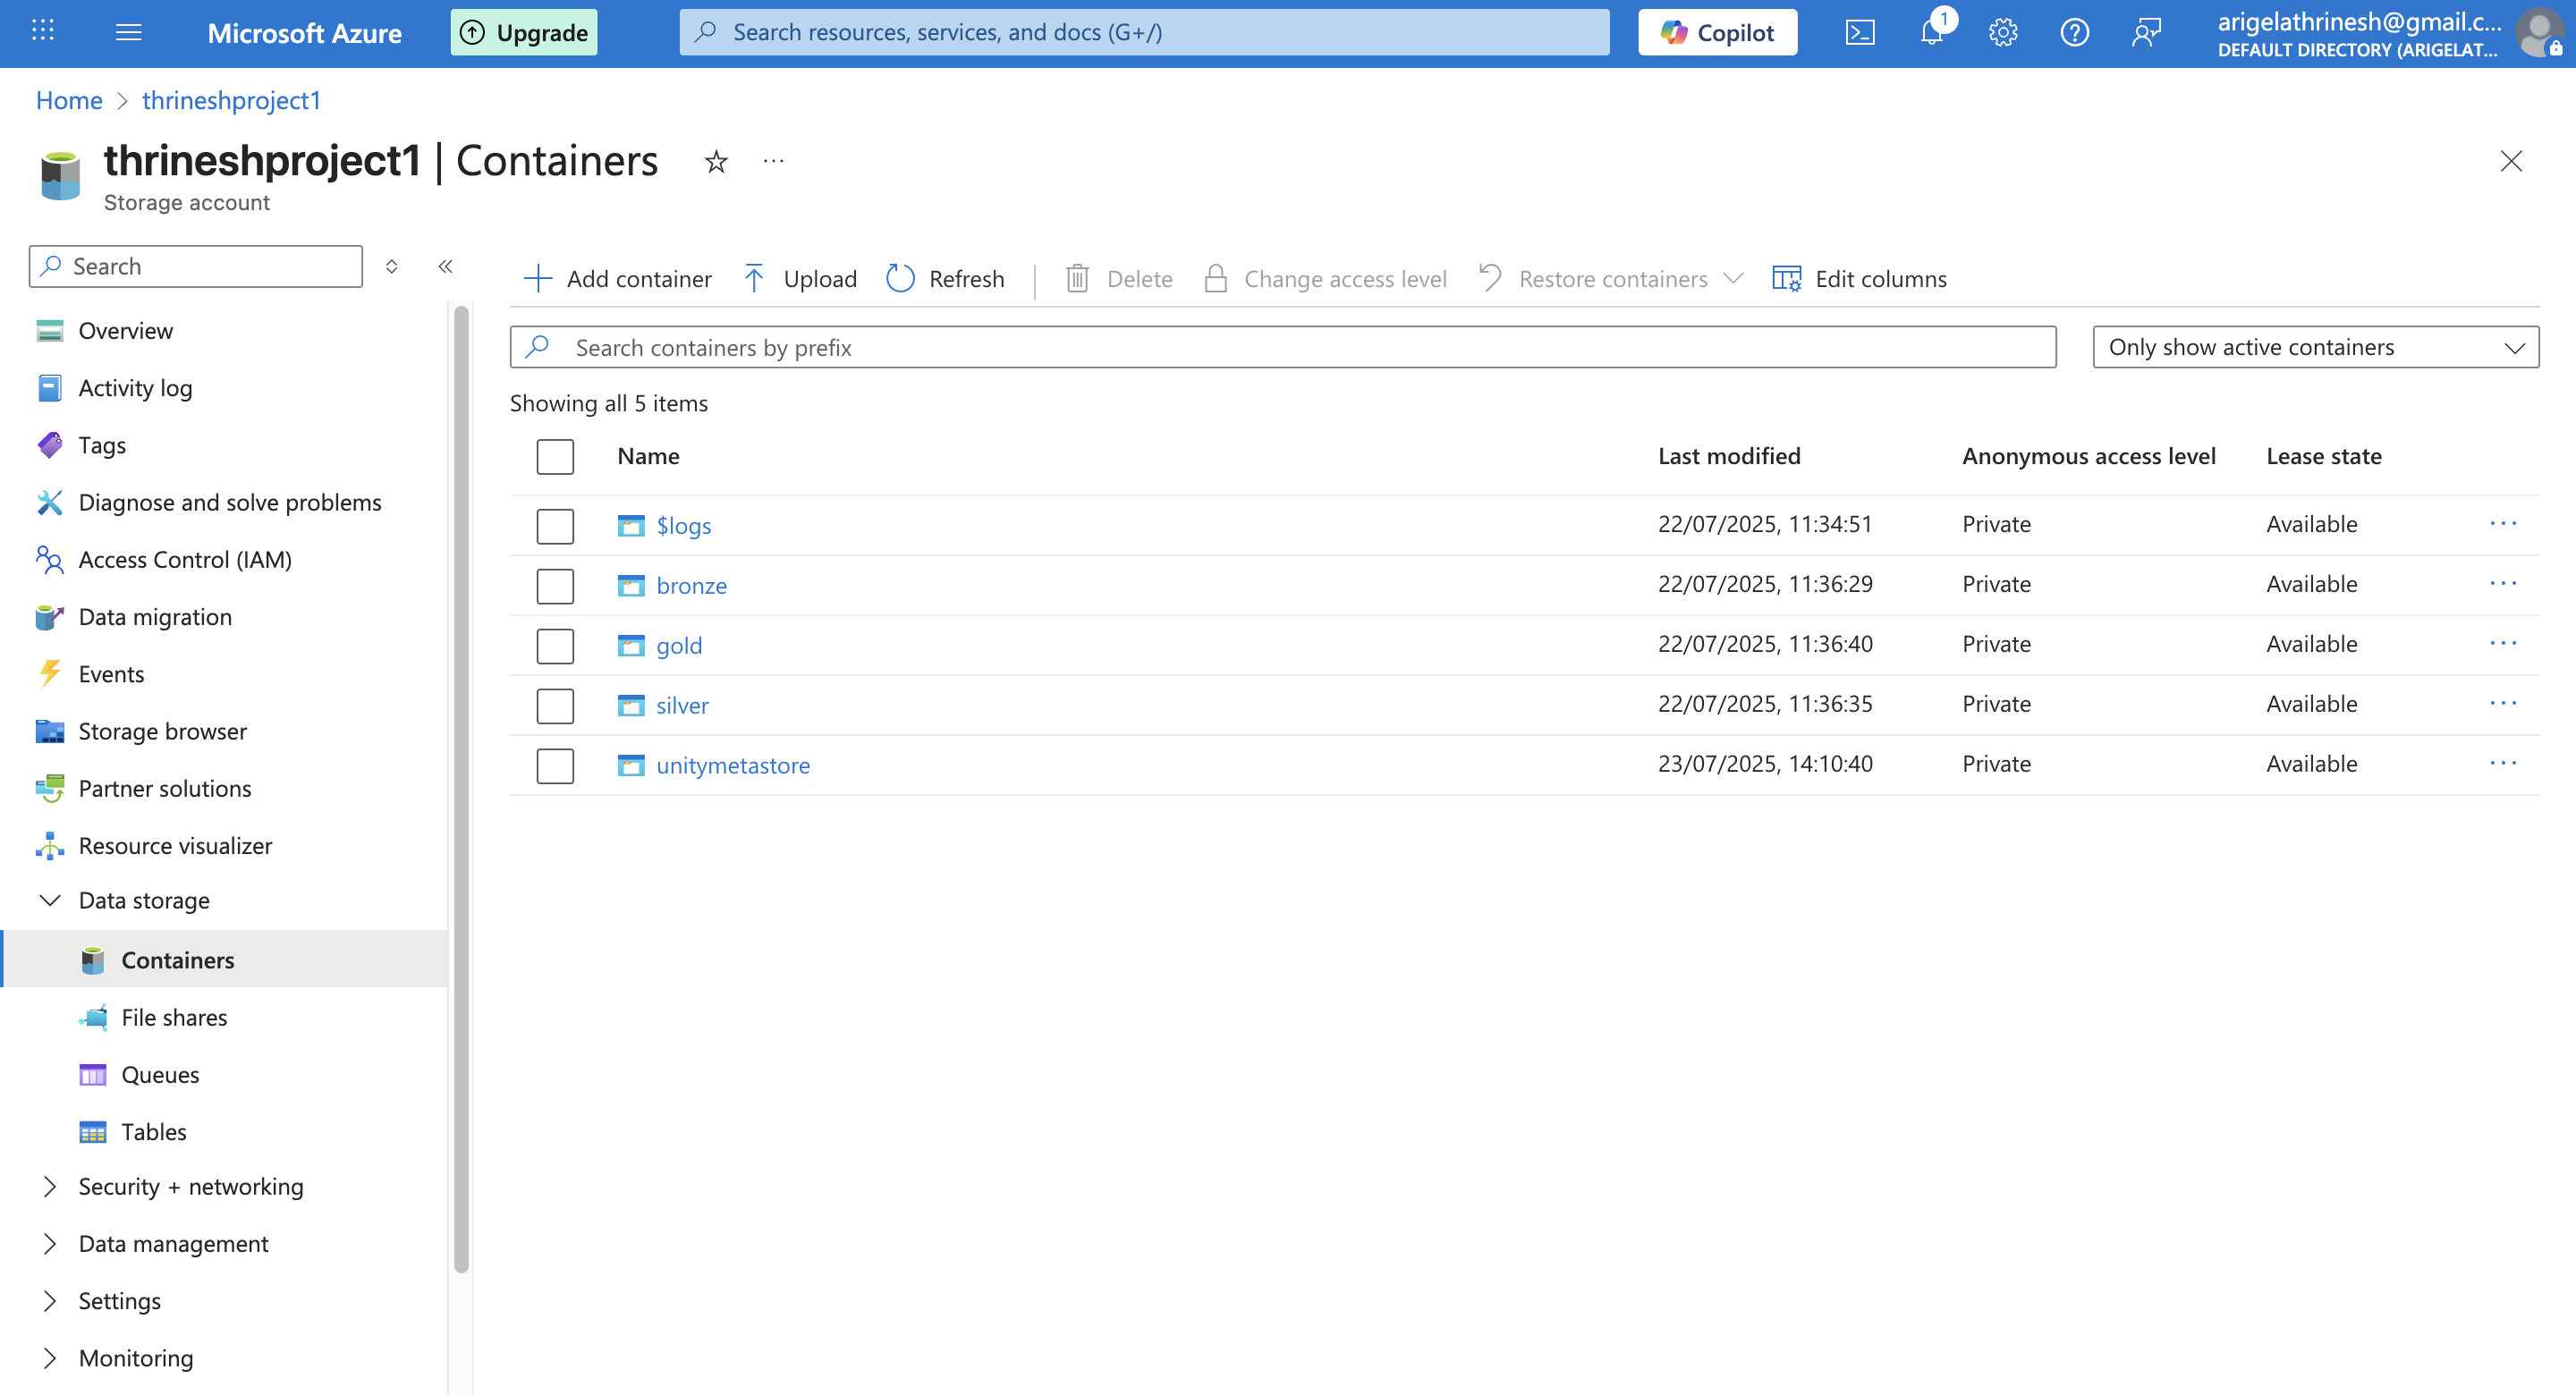 Microsoft Azure
Upgrade
Search resources, services, and docs (G+/)
Copilot
1
arigelathrinesh@gmail.c...
DEFAULT DIRECTORY (ARIGELAT...
Home > thrineshproject1
thrineshproject1 | Containers
Storage account
Search
Add container
Upload
Refresh
Delete
Change access level
Restore containers
Edit columns
Overview
Activity log
Tags
Diagnose and solve problems
Access Control (IAM)
Data migration
Events
Storage browser
Partner solutions
Resource visualizer
Data storage
Containers
File shares
Queues
Tables
Security + networking
Data management
Settings
Monitoring
Search containers by prefix
Only show active containers
Showing all 5 items
Name Last modified Anonymous access level Lease state
$logs 22/07/2025, 11:34:51 Private Available
bronze 22/07/2025, 11:36:29 Private Available
gold 22/07/2025, 11:36:40 Private Available
silver 22/07/2025, 11:36:35 Private Available
unitymetastore 23/07/2025, 14:10:40 Private Available